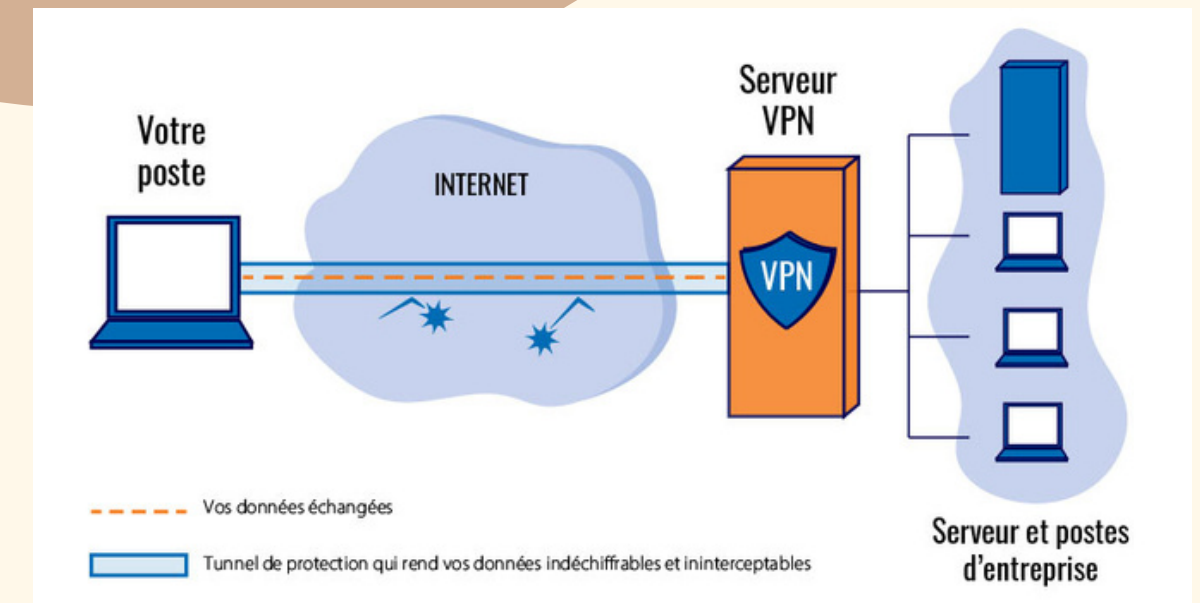 Votre
poste
INTERNET
Serveur
VPN
VPN
Serveur et postes
d'entreprise
Vos données échangées
Tunnel de protection qui rend vos données indéchiffrables et ininterceptables